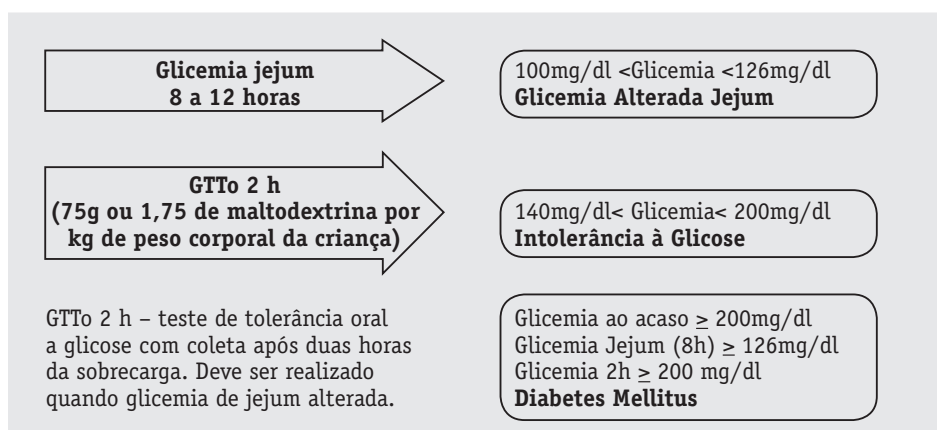 Glicemia jejum
8 a 12 horas
100mg/dl <Glicemia <126mg/dl
Glicemia Alterada Jejum
GTTo 2 h
(75g ou 1,75 de maltodextrina por
kg de peso corporal da criança)
140mg/dl< Glicemia< 200mg/dl
Intolerância à Glicose
GTTo 2 h – teste de tolerância oral
a glicose com coleta após duas horas
da sobrecarga. Deve ser realizado
quando glicemia de jejum alterada.
Glicemia ao acaso ≥ 200mg/dl
Glicemia Jejum (8h) ≥ 126mg/dl
Glicemia 2h ≥ 200 mg/dl
Diabetes Mellitus